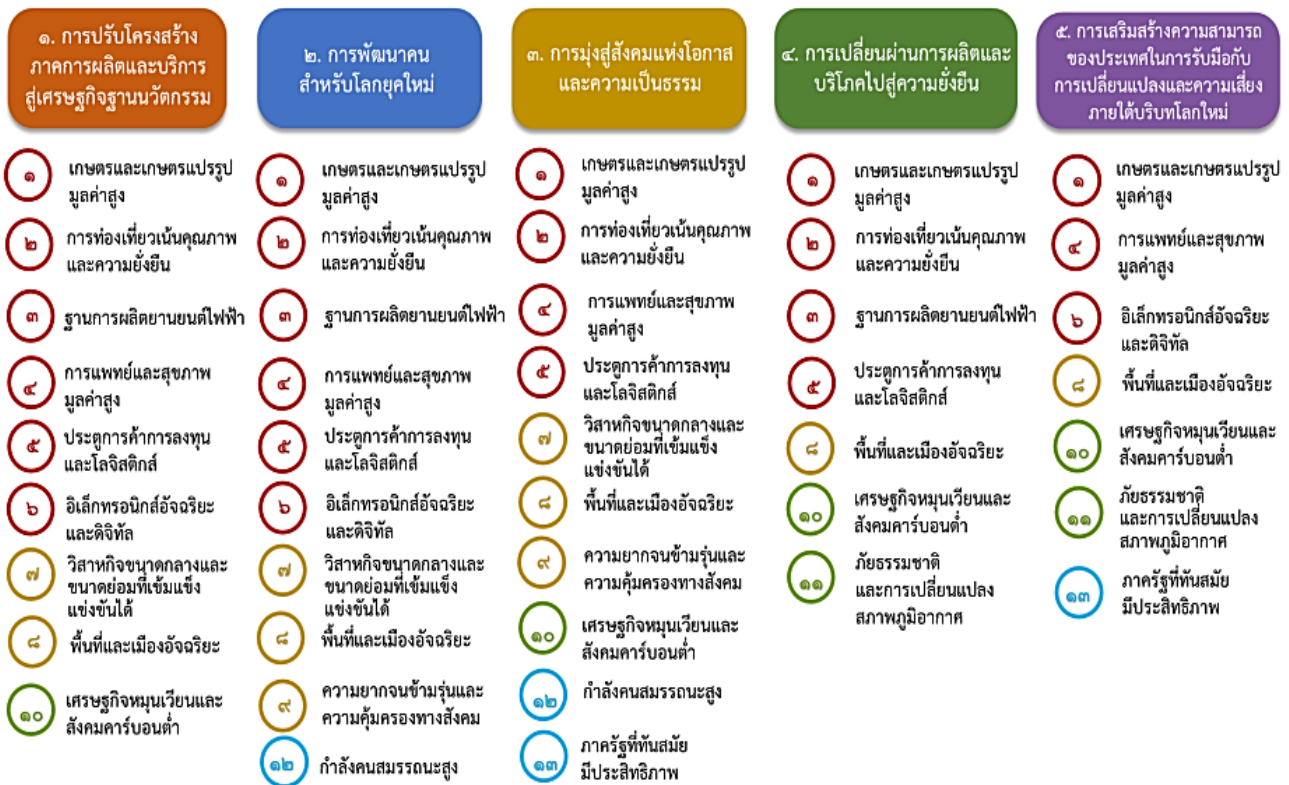 ๑. การปรับโครงสร้าง
ภาคการผลิตและบริการ
สู่เศรษฐกิจฐานนวัตกรรม
๑
เกษตรและเกษตรแปรรูป
มูลค่าสูง
๒
การท่องเที่ยวเน้นคุณภาพ
และความยั่งยืน
๓
ฐานการผลิตยานยนต์ไฟฟ้า
๔
การแพทย์และสุขภาพ
มูลค่าสูง
๕
ประตูการค้าการลงทุน
และโลจิสติกส์
๖
อิเล็กทรอนิกส์อัจฉริยะ
และดิจิทัล
๗
วิสาหกิจขนาดกลางและ
ขนาดย่อมที่เข้มแข็ง
แข่งขันได้
๘
พื้นที่และเมืองอัจฉริยะ
๑๐
เศรษฐกิจหมุนเวียนและ
สังคมคาร์บอนต่ำ
๒. การพัฒนาคน
สำหรับโลกยุคใหม่
๑
เกษตรและเกษตรแปรรูป
มูลค่าสูง
๒
การท่องเที่ยวเน้นคุณภาพ
และความยั่งยืน
๓
ฐานการผลิตยานยนต์ไฟฟ้า
๔
การแพทย์และสุขภาพ
มูลค่าสูง
๕
ประตูการค้าการลงทุน
และโลจิสติกส์
๖
อิเล็กทรอนิกส์อัจฉริยะ
และดิจิทัล
๗
วิสาหกิจขนาดกลางและ
ขนาดย่อมที่เข้มแข็ง
แข่งขันได้
๘
พื้นที่และเมืองอัจฉริยะ
๙
ความยากจนข้ามรุ่นและ
ความคุ้มครองทางสังคม
๑๒
กำลังคนสมรรถนะสูง
๓. การมุ่งสู่สังคมแห่งโอกาส
และความเป็นธรรม
๑
เกษตรและเกษตรแปรรูป
มูลค่าสูง
๒
การท่องเที่ยวเน้นคุณภาพ
และความยั่งยืน
๔
การแพทย์และสุขภาพ
มูลค่าสูง
๕
ประตูการค้าการลงทุน
และโลจิสติกส์
๗
วิสาหกิจขนาดกลางและ
ขนาดย่อมที่เข้มแข็ง
แข่งขันได้
๘
พื้นที่และเมืองอัจฉริยะ
๙
ความยากจนข้ามรุ่นและ
ความคุ้มครองทางสังคม
๑๐
เศรษฐกิจหมุนเวียนและ
สังคมคาร์บอนต่ำ
๑๒
กำลังคนสมรรถนะสูง
๑๓
ภาครัฐที่ทันสมัย
มีประสิทธิภาพ
๔. การเปลี่ยนผ่านการผลิตและ
บริโภคไปสู่ความยั่งยืน
๑
เกษตรและเกษตรแปรรูป
มูลค่าสูง
๒
การท่องเที่ยวเน้นคุณภาพ
และความยั่งยืน
๓
ฐานการผลิตยานยนต์ไฟฟ้า
๕
ประตูการค้าการลงทุน
และโลจิสติกส์
๘
พื้นที่และเมืองอัจฉริยะ
๑๐
เศรษฐกิจหมุนเวียนและ
สังคมคาร์บอนต่ำ
๑๑
ภัยธรรมชาติ
และการเปลี่ยนแปลง
สภาพภูมิอากาศ
๕. การเสริมสร้างความสามารถ
ของประเทศในการรับมือกับ
การเปลี่ยนแปลงและความเสี่ยง
ภายใต้บริบทโลกใหม่
๑
เกษตรและเกษตรแปรรูป
มูลค่าสูง
๔
การแพทย์และสุขภาพ
มูลค่าสูง
๖
อิเล็กทรอนิกส์อัจฉริยะ
และดิจิทัล
๘
พื้นที่และเมืองอัจฉริยะ
๑๐
เศรษฐกิจหมุนเวียนและ
สังคมคาร์บอนต่ำ
๑๑
ภัยธรรมชาติ
และการเปลี่ยนแปลง
สภาพภูมิอากาศ
๑๓
ภาครัฐที่ทันสมัย
มีประสิทธิภาพ